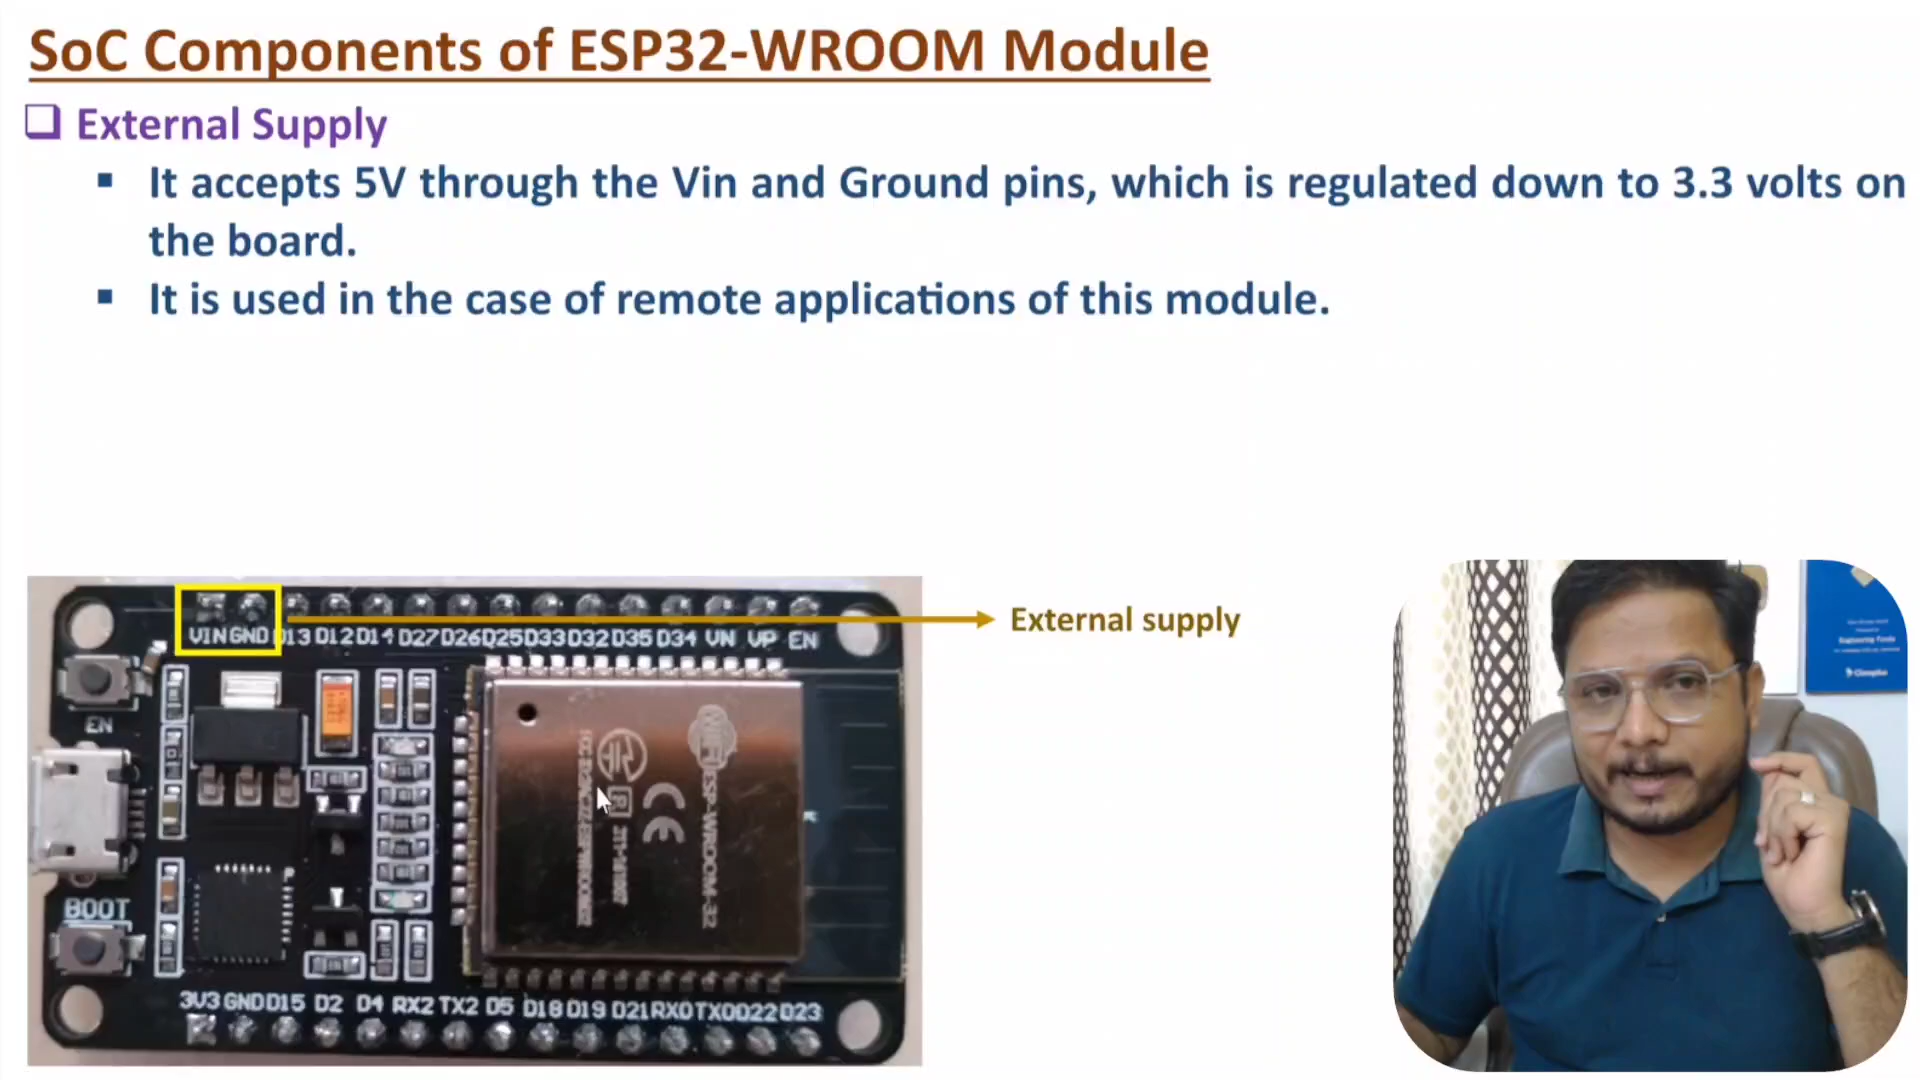 SoC Components of ESP32-WROOM Module
External Supply
It accepts 5V through the Vin and Ground pins, which is regulated down to 3.3 volts on
the board.
It is used in the case of remote applications of this module.
External supply
VIN GND D13 D12 D14 D27 D26 D25 D33 D32 D35 D34 VN VP EN
EN
WiFi
ESP-WROOM-32
CE
BOOT
3V3 GND D15 D2 D4 RX2 TX2 D5 D18 D19 D21 RX0 TX0 D22 D23
Engineering Funda